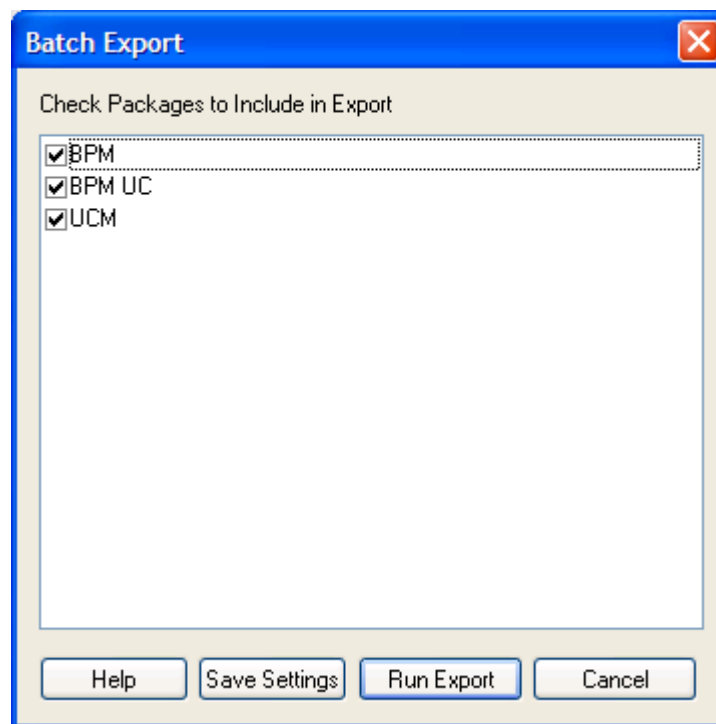 Batch Export
Check Packages to Include in Export
BPM
BPM UC
UCM
Help Save Settings Run Export Cancel